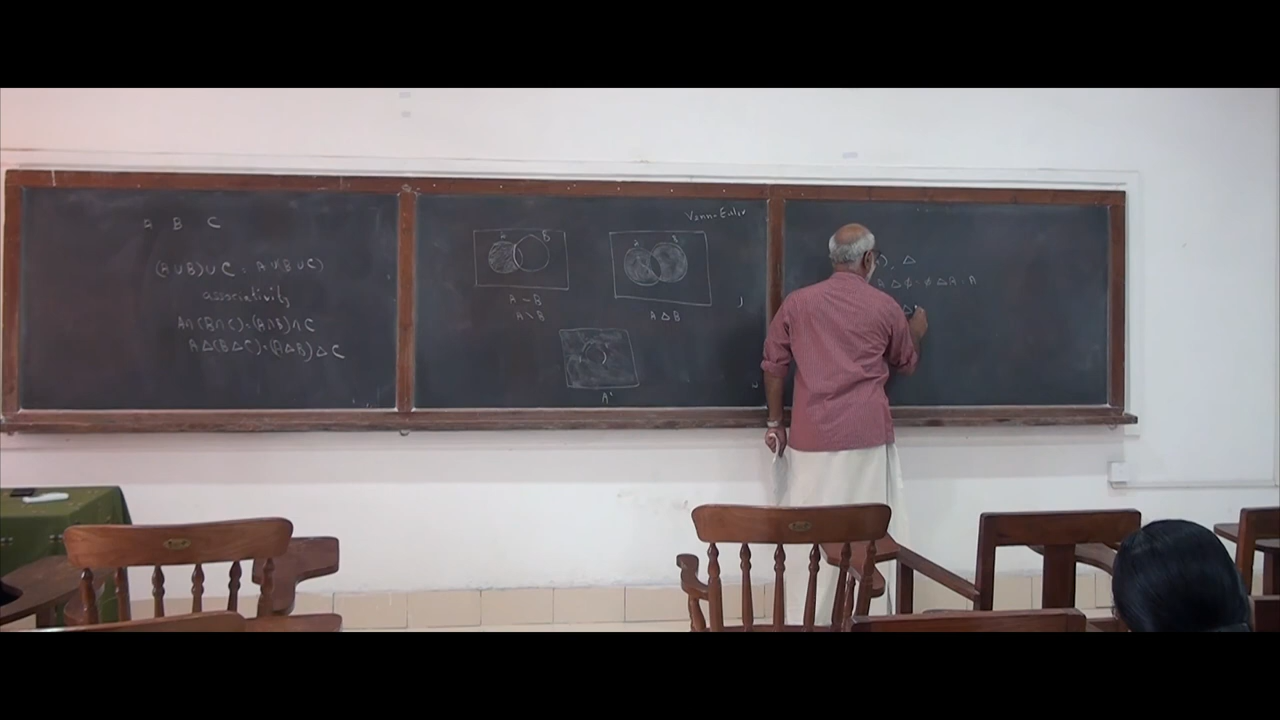 A B C
(A ∪ B) ∪ C = A ∪ (B ∪ C)
associativity
A ∩ (B ∩ C) = (A ∩ B) ∩ C
A Δ (B Δ C) = (A Δ B) Δ C
Venn-Euler
A B
A ~ B
A \ B
A B
A Δ B
A'
), Δ
A Δ ϕ = ϕ Δ A = A
Δ